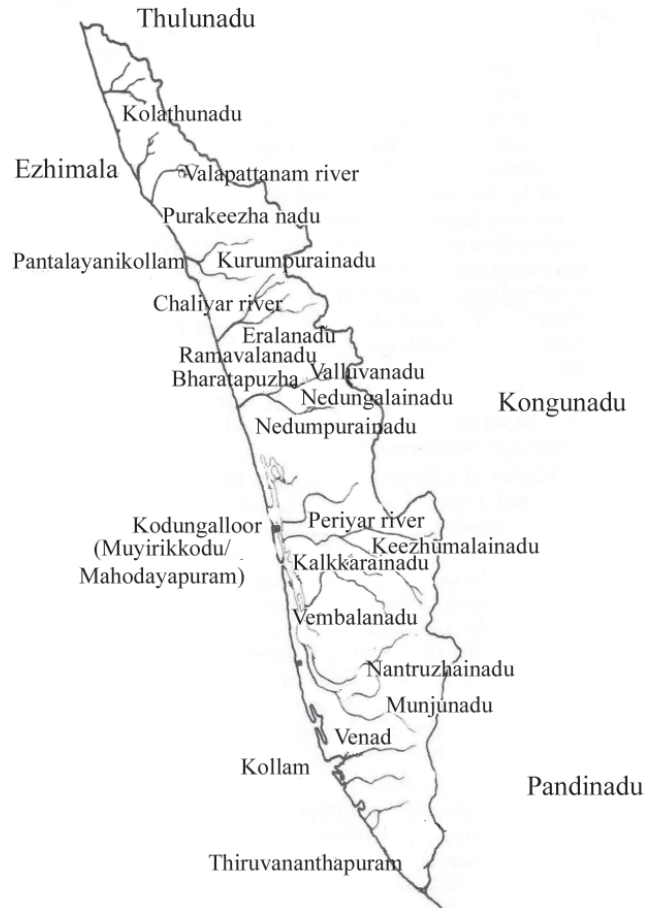 Thulunadu
Kolathunadu
Ezhimala
Valapattanam river
Purakeezha nadu
Pantalayanikollam
Kurumpurainadu
Chaliyar river
Eralanadu
Ramavalanadu
Valluvanadu
Bharatapuzha
Nedungalainadu
Kongunadu
Nedumpurainadu
Periyar river
Kodungalloor
(Muyirikkodu/
Mahodayapuram)
Keezhumalainadu
Kalkkarainadu
Vembalanadu
Nantruzhainadu
Munjunadu
Venad
Kollam
Pandinadu
Thiruvananthapuram